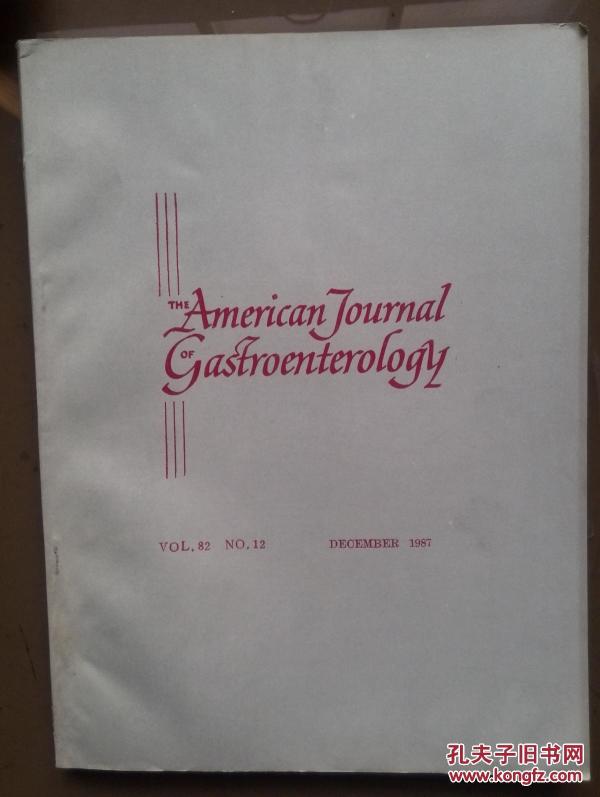 THE American Journal
OF Gastroenterology
VOL. 82 NO. 12 DECEMBER 1987
孔夫子旧书网
www.kongfz.com